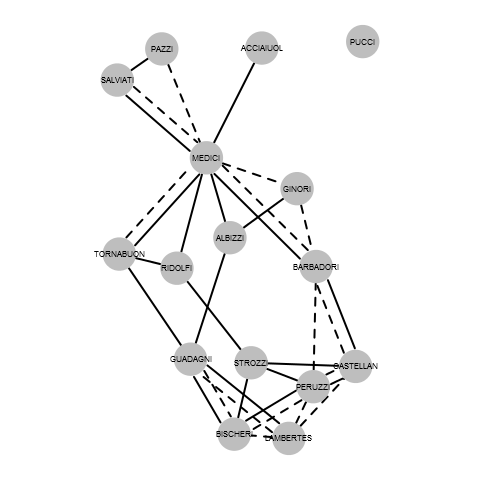 PUCCI
PAZZI
ACCIAIUOL
SALVIATI
MEDICI
GINORI
ALBIZZI
TORNABUON
RIDOLFI
BARBADORI
GUADAGNI
STROZZI
CASTELLAN
PERUZZI
BISCHERI
LAMBERTES